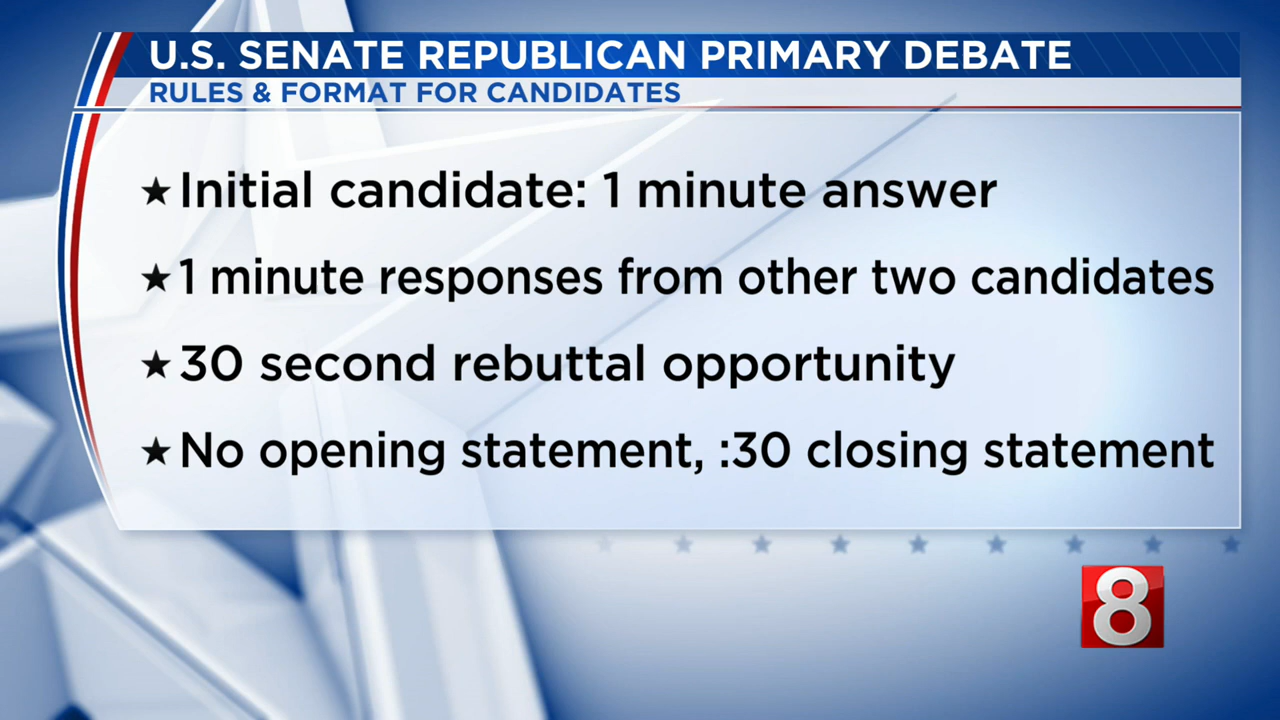 U.S. SENATE REPUBLICAN PRIMARY DEBATE
RULES & FORMAT FOR CANDIDATES
★ Initial candidate: 1 minute answer
★ 1 minute responses from other two candidates
★ 30 second rebuttal opportunity
★ No opening statement, :30 closing statement
8